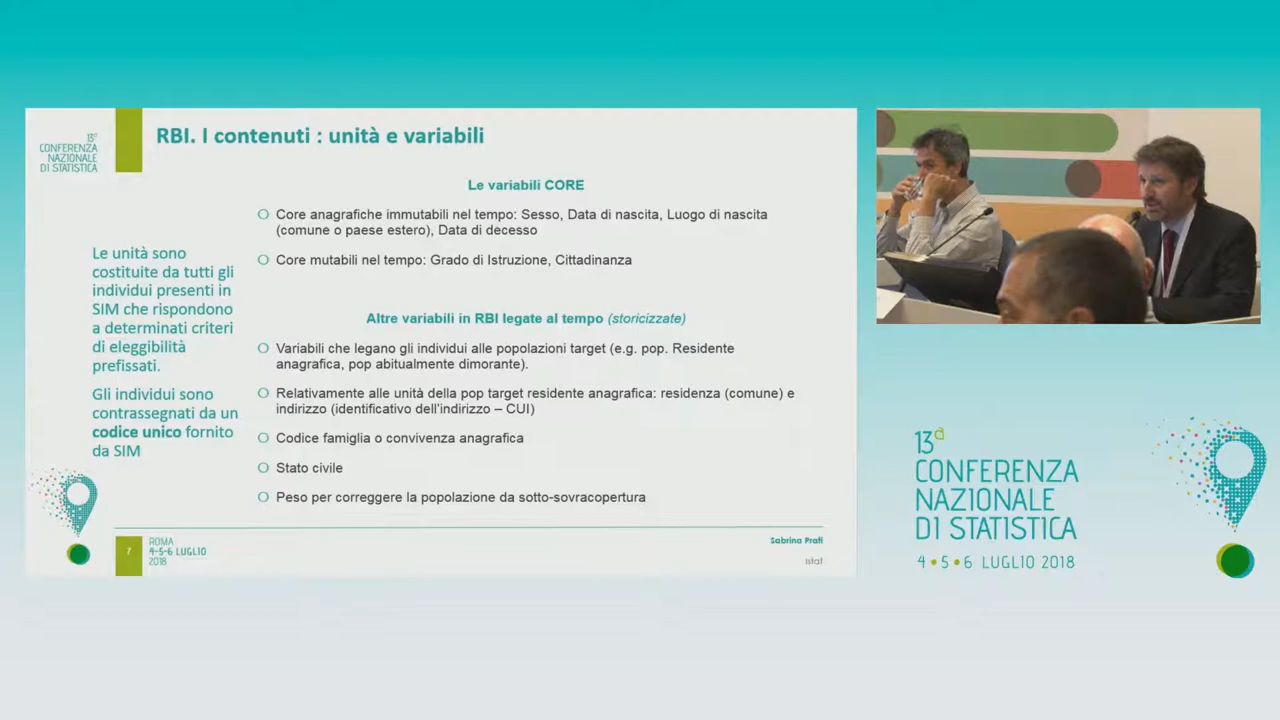 13ª
CONFERENZA
NAZIONALE
DI STATISTICA
RBI. I contenuti : unità e variabili
Le unità sono
costituite da tutti gli
individui presenti in
SIM che rispondono
a determinati criteri
di eleggibilità
prefissati.
Gli individui sono
contrassegnati da un
codice unico fornito
da SIM
Le variabili CORE
Core anagrafiche immutabili nel tempo: Sesso, Data di nascita, Luogo di nascita
(comune o paese estero), Data di decesso
Core mutabili nel tempo: Grado di Istruzione, Cittadinanza
Altre variabili in RBI legate al tempo (storicizzate)
Variabili che legano gli individui alle popolazioni target (e.g. pop. Residente
anagrafica, pop abitualmente dimorante).
Relativamente alle unità della pop target residente anagrafica: residenza (comune) e
indirizzo (identificativo dell'indirizzo – CUI)
Codice famiglia o convivenza anagrafica
Stato civile
Peso per correggere la popolazione da sotto-sovracopertura
7
ROMA
4-5-6 LUGLIO
2018
Sabrina Prati
istat
13ª
CONFERENZA
NAZIONALE
DI STATISTICA
4 • 5 • 6 LUGLIO 2018